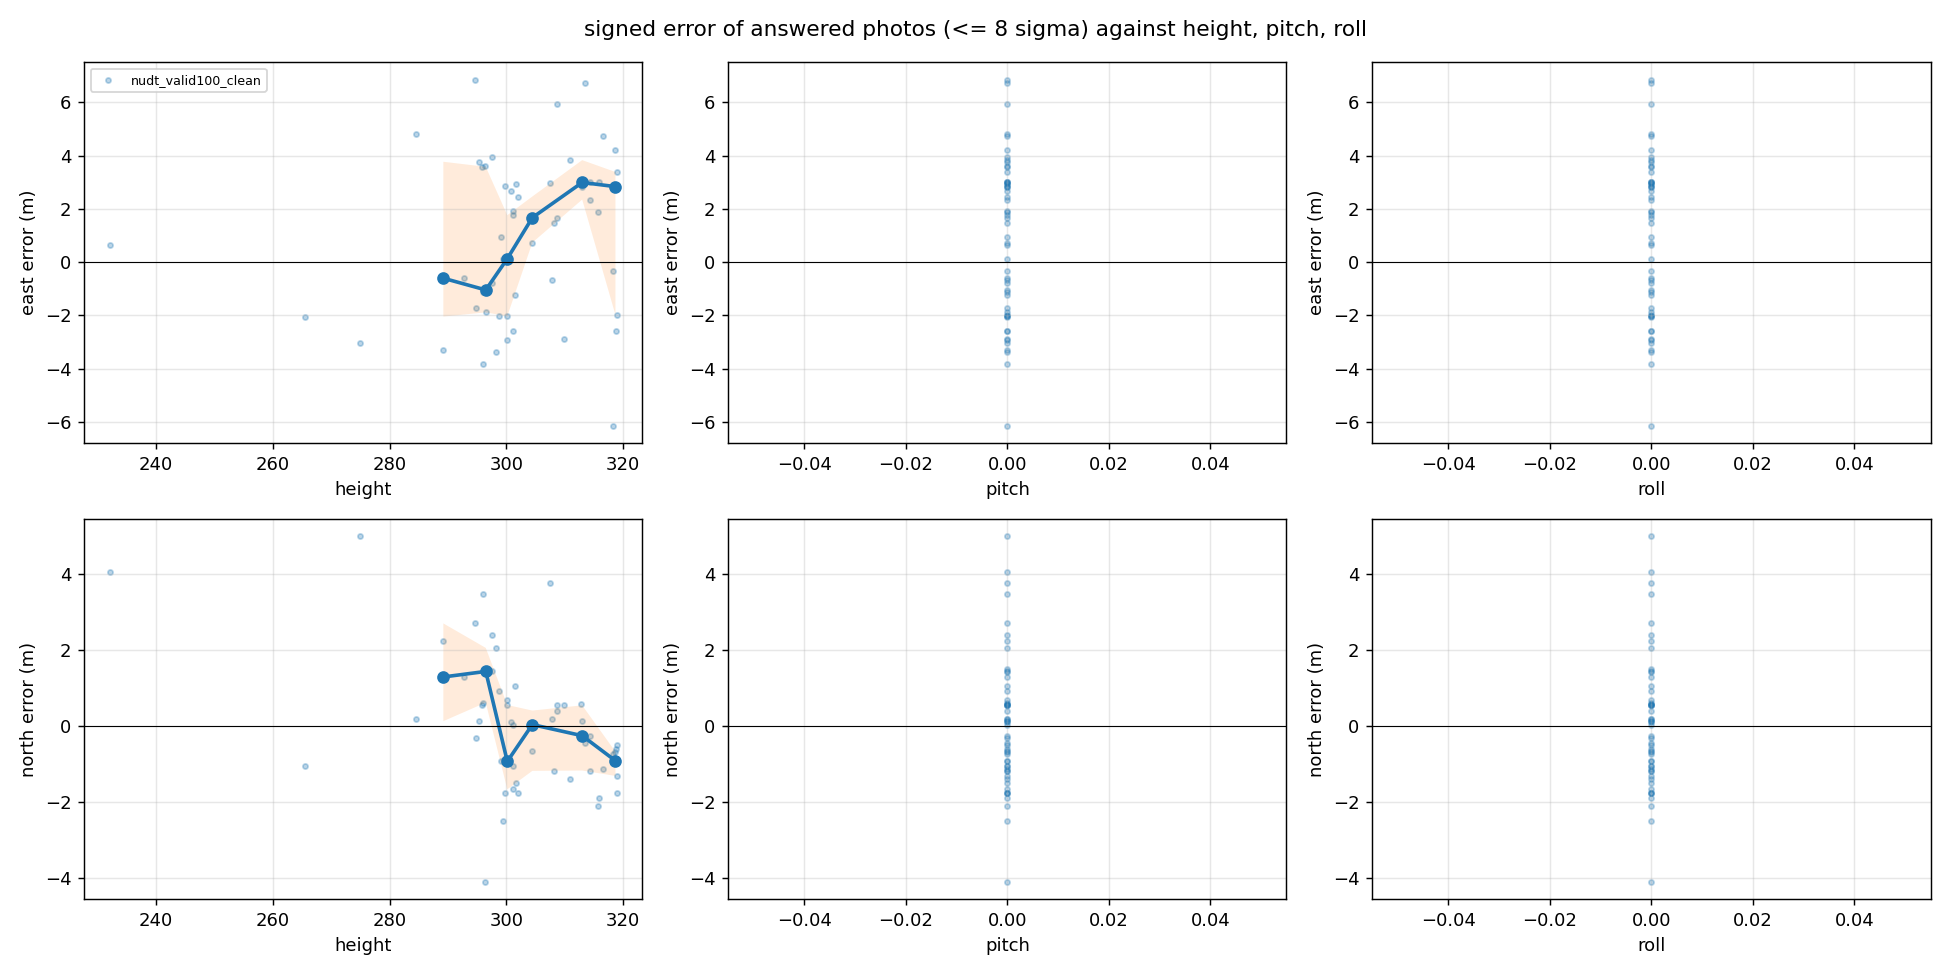 signed error of answered photos (<= 8 sigma) against height, pitch, roll
nudt_valid100_clean
east error (m)
6
4
2
0
−2
−4
−6
240 260 280 300 320
height
east error (m)
6
4
2
0
−2
−4
−6
−0.04 −0.02 0.00 0.02 0.04
pitch
east error (m)
6
4
2
0
−2
−4
−6
−0.04 −0.02 0.00 0.02 0.04
roll
north error (m)
4
2
0
−2
−4
240 260 280 300 320
height
north error (m)
4
2
0
−2
−4
−0.04 −0.02 0.00 0.02 0.04
pitch
north error (m)
4
2
0
−2
−4
−0.04 −0.02 0.00 0.02 0.04
roll